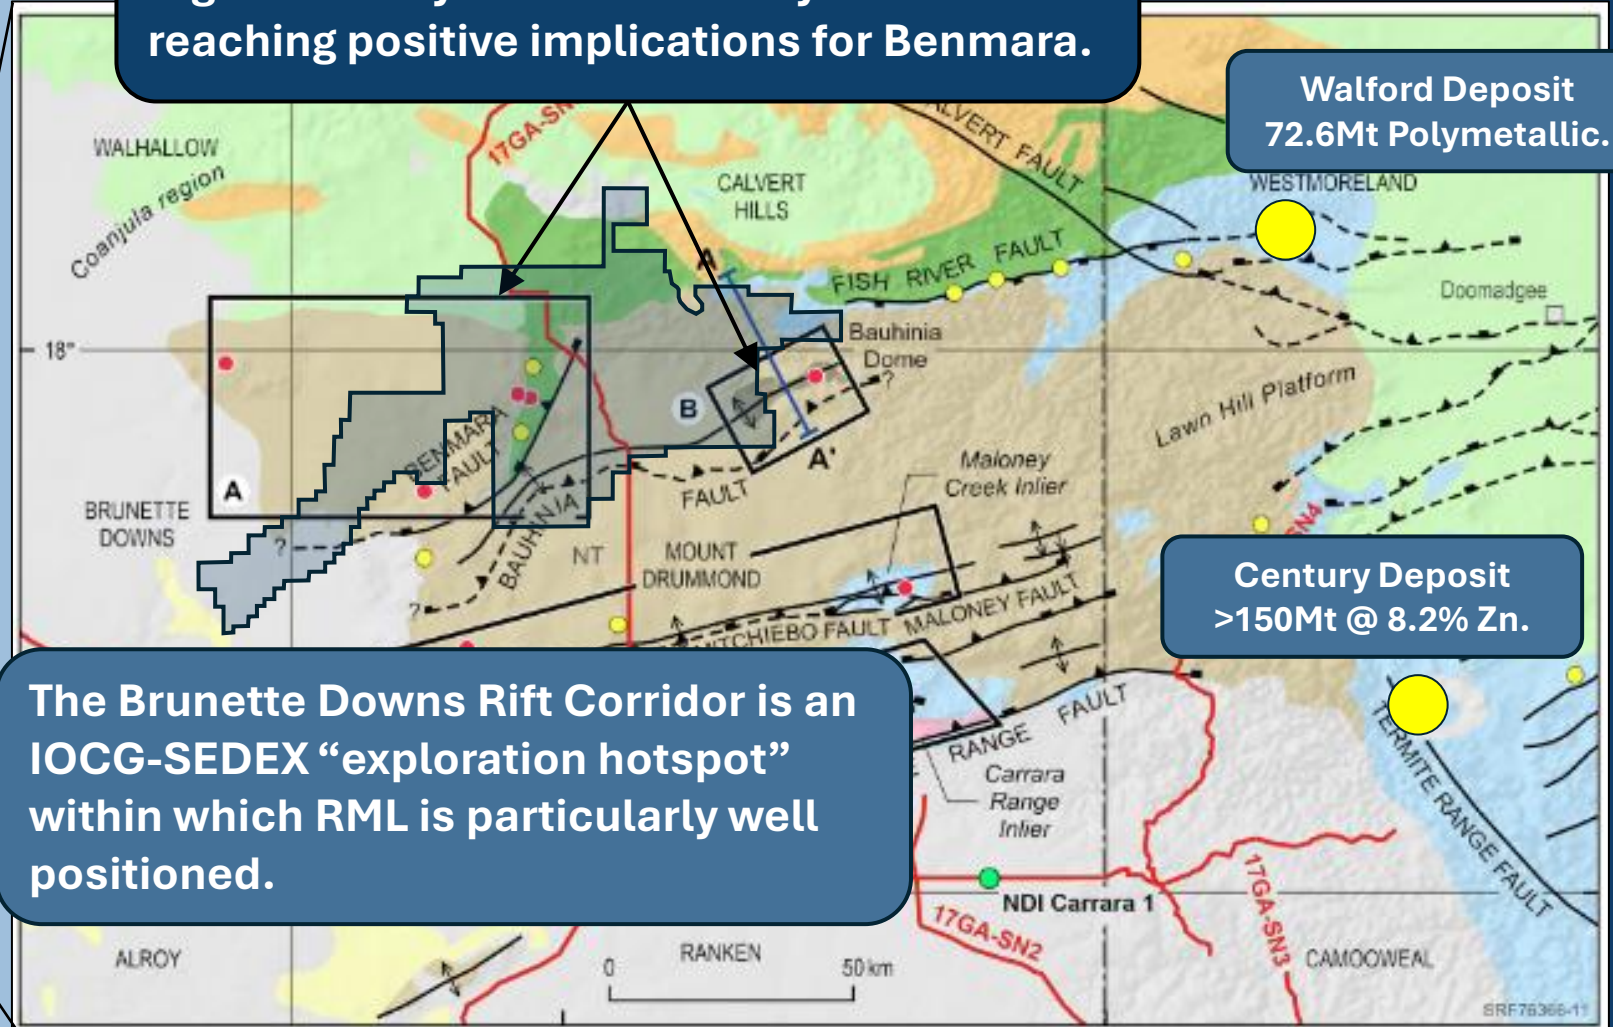 reaching positive implications for Benmara.
Walford Deposit
72.6Mt Polymetallic.
17GA-SN
CALVERT FAULT
WALHALLOW
Coanjula region
CALVERT
HILLS
WESTMORELAND
A
FISH RIVER FAULT
Doomadgee
18°
Bauhinia
Dome
?
B
Lawn Hill Platform
BENMARA
FAULT
A'
Maloney
Creek Inlier
A
FAULT
BRUNETTE
DOWNS
?
BAUHINIA
NT
MOUNT
DRUMMOND
SN4
Century Deposit
>150Mt @ 8.2% Zn.
?
MITCHIEBO FAULT
MALONEY FAULT
The Brunette Downs Rift Corridor is an
IOCG-SEDEX “exploration hotspot”
within which RML is particularly well
positioned.
RANGE
FAULT
Carrara
Range
Inlier
TERMITE RANGE FAULT
NDI Carrara 1
17GA-SN2
17GA-SN3
ALROY
RANKEN
CAMOOWEAL
0
50 km
SRF76366-11